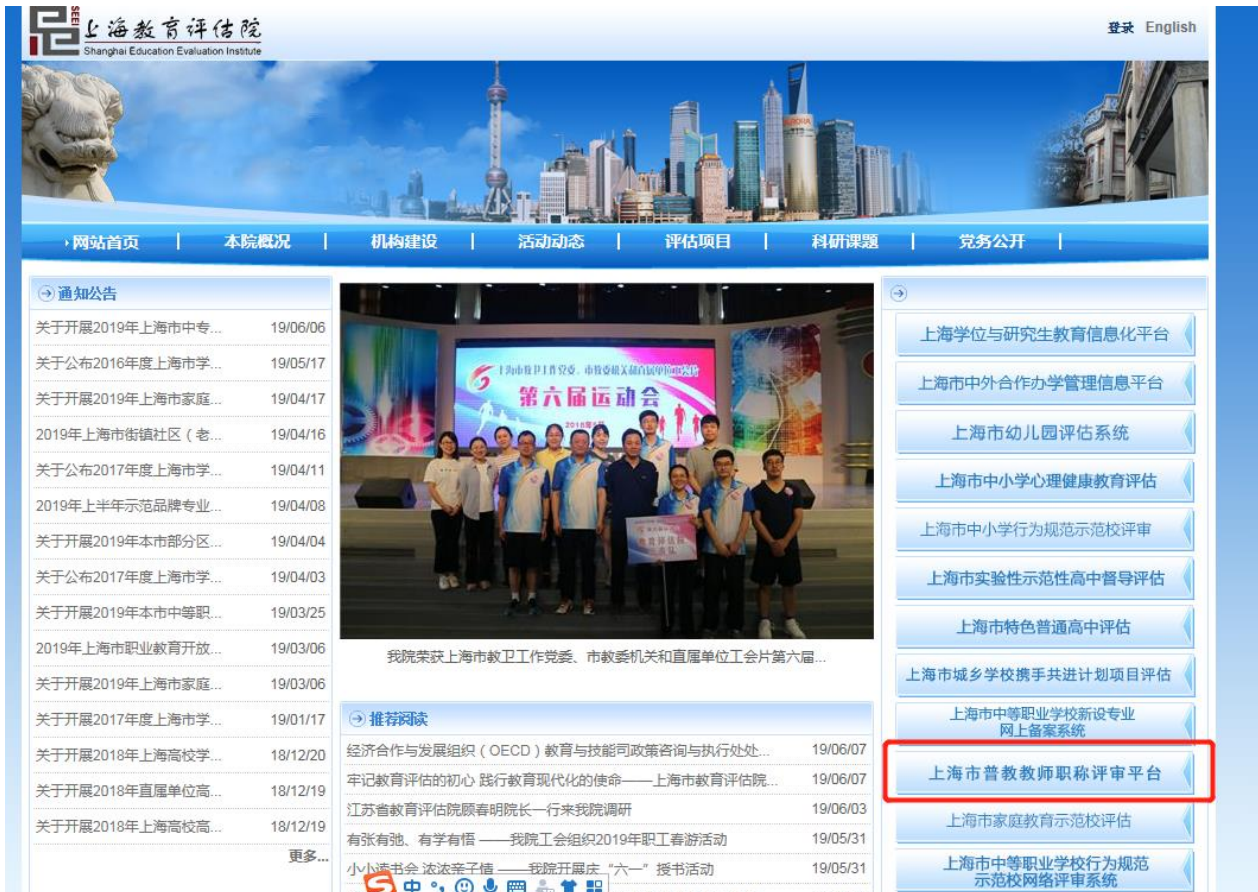 SEEI
上海教育评估院
Shanghai Education Evaluation Institute
登录 English
AURORA
网站首页 | 本院概况 | 机构建设 | 活动动态 | 评估项目 | 科研课题 | 党务公开 |
通知公告
关于开展2019年上海市中专... 19/06/06
关于公布2016年度上海市学... 19/05/17
关于开展2019年上海市家庭... 19/04/17
2019年上海市街镇社区（老... 19/04/16
关于公布2017年度上海市学... 19/04/11
2019年上半年示范品牌专业... 19/04/08
关于开展2019年本市部分区... 19/04/04
关于公布2017年度上海市学... 19/04/03
关于开展2019年本市中等职... 19/03/25
2019年上海市职业教育开放... 19/03/06
关于开展2019年上海市家庭... 19/03/06
关于开展2017年度上海市学... 19/01/17
关于开展2018年上海高校学... 18/12/20
关于开展2018年直属单位高... 18/12/19
关于开展2018年上海高校高... 18/12/19
更多...
上海市教卫工作党委、市教委机关和直属单位工会片
第六届运动会
我院荣获上海市教卫工作党委、市教委机关和直属单位工会片第六届...
推荐阅读
经济合作与发展组织（OECD）教育与技能司政策咨询与执行处处... 19/06/07
牢记教育评估的初心 践行教育现代化的使命——上海市教育评估院... 19/06/07
江苏省教育评估院顾春明院长一行来我院调研 19/06/03
有张有弛、有学有悟 ——我院工会组织2019年职工春游活动 19/05/31
小小读书会 浓浓亲子情 ——我院开展庆“六一”授书活动 19/05/31
中
上海学位与研究生教育信息化平台
上海市中外合作办学管理信息平台
上海市幼儿园评估系统
上海市中小学心理健康教育评估
上海市中小学行为规范示范校评审
上海市实验性示范性高中督导评估
上海市特色普通高中评估
上海市城乡学校携手共进计划项目评估
上海市中等职业学校新设专业
网上备案系统
上海市普教教师职称评审平台
上海市家庭教育示范校评估
上海市中等职业学校行为规范
示范校网络评审系统